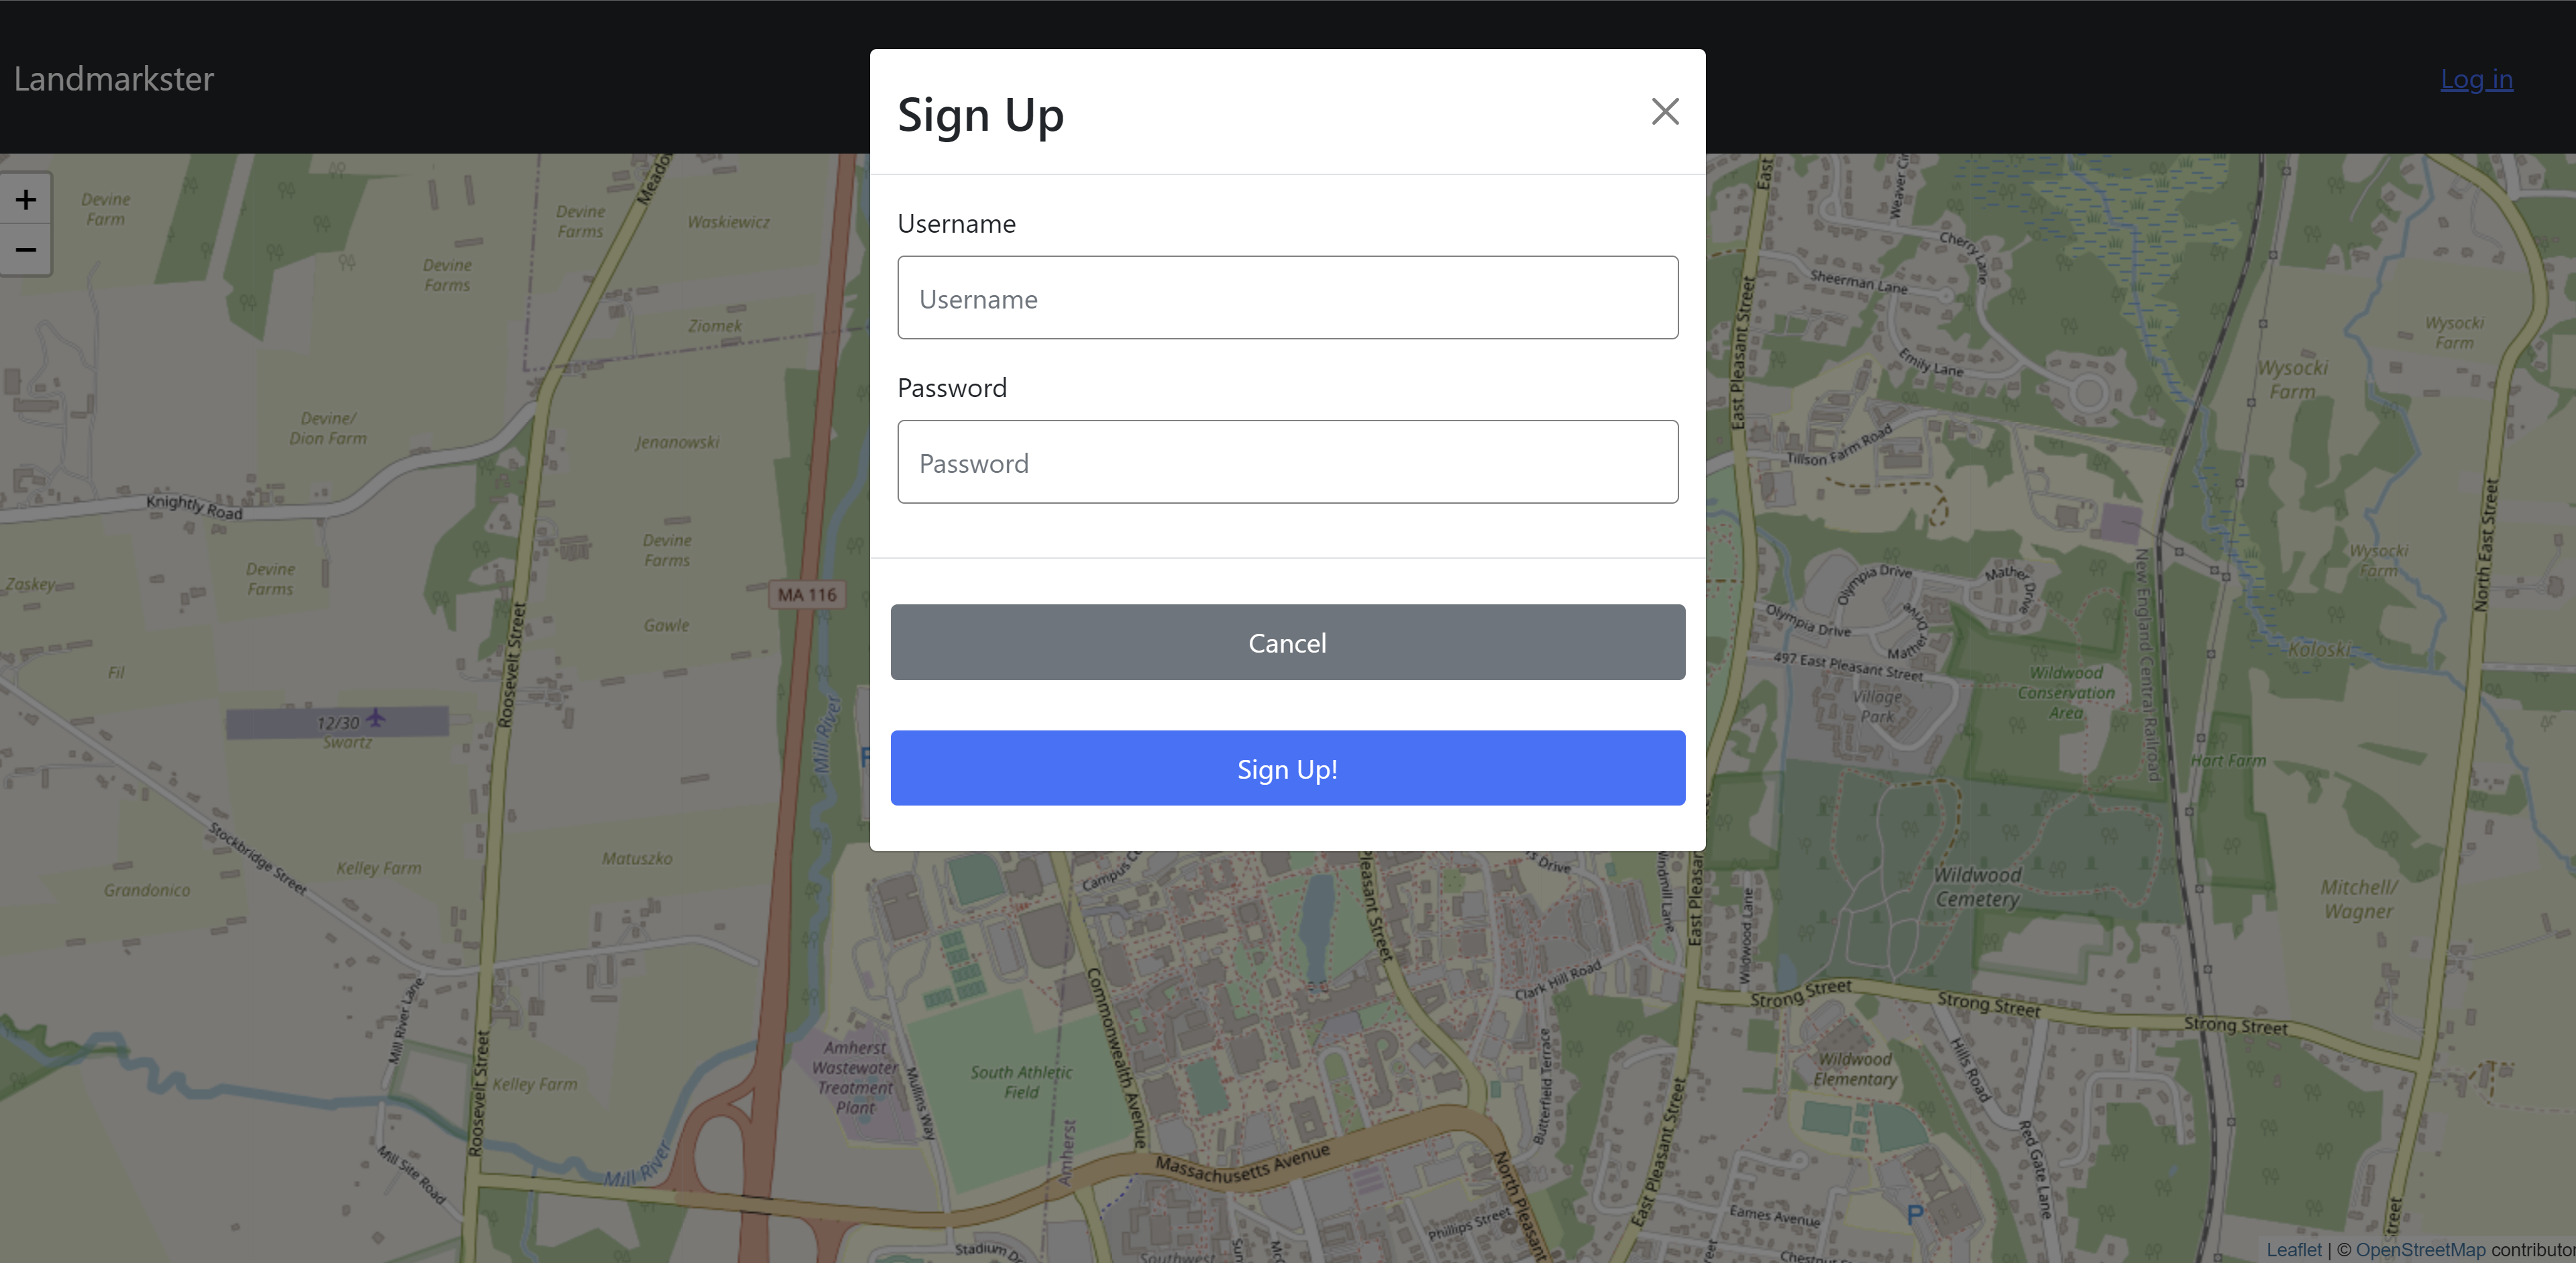 Landmarkster
Log in
Sign Up
Username
Username
Password
Password
Cancel
Sign Up!
+
−
Devine
Farm
Devine
Farms
Waskiewicz
Devine
Farms
Ziomek
Devine/
Dion Farm
Jenanowski
Knightly Road
Devine
Farms
Devine
Farms
Zaskey
MA 116
Gawle
Fil
Roosevelt Street
12/30
Swartz
Mill River
Stockbridge Street
Kelley Farm
Matuszko
Grandonico
Mill River Lane
Roosevelt Street
Kelley Farm
Mill River
Mill Site Road
Amherst
Wastewater
Treatment
Plant
Mullins Way
South Athletic
Field
Amherst
Commonwealth Avenue
Massachusetts Avenue
Clark Hill Road
Butterfield Terrace
North Pleasant
Phillips Street
East Pleasant Street
Cherry Lane
Sheerman Lane
Emily Lane
Tillson Farm Road
Wysocki
Farm
Wysocki
Farm
Wysocki
Farm
North East Street
Olympia Drive
Mather Drive
Olympia Drive
Mather Drive
497 East Pleasant Street
Village
Park
Wildwood
Conservation
Area
New England Central Railroad
Koloski
Hart Farm
Wildwood
Cemetery
Mitchell/
Wagner
Windmill Lane
Wildwood Lane
Strong Street
Strong Street
Strong Street
Wildwood
Elementary
Hills Road
Red Gate Lane
East Pleasant Street
Eames Avenue
P
Southwest
Leaflet | © OpenStreetMap contributor